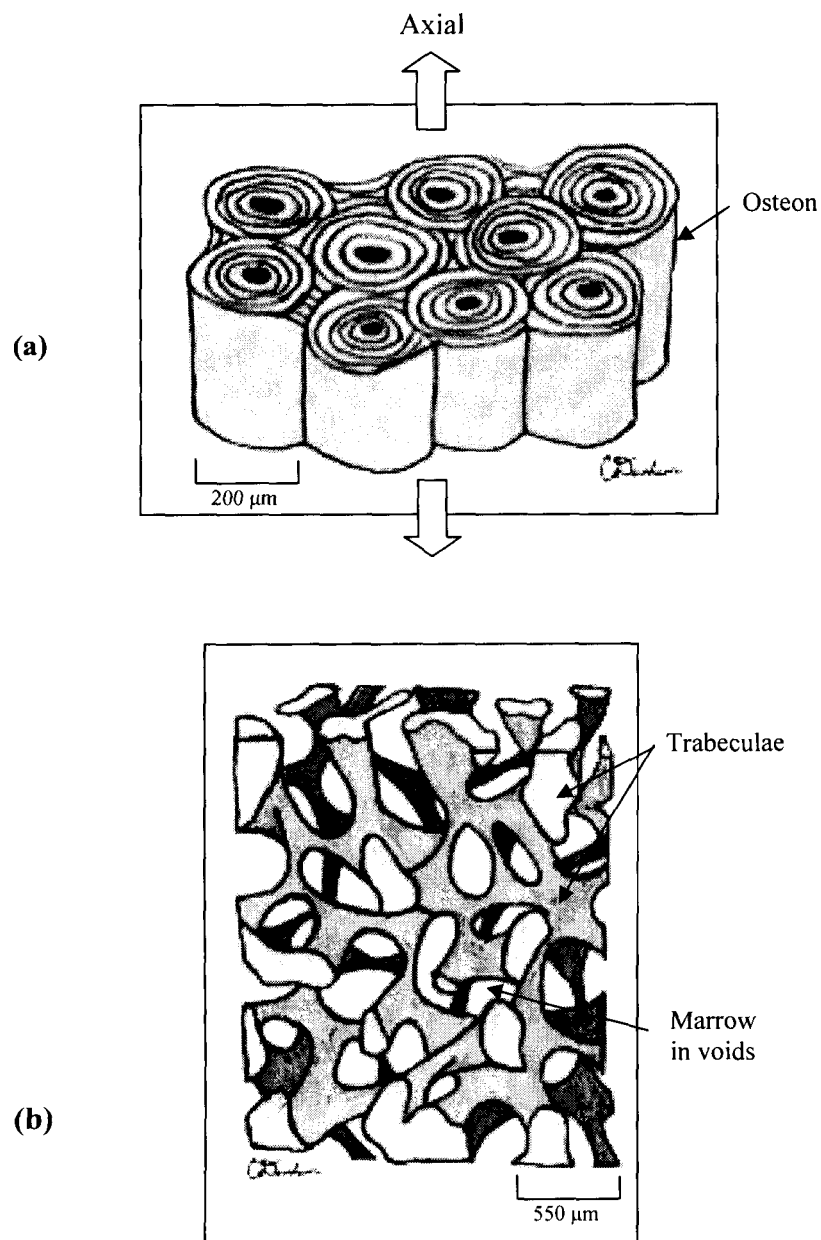 Axial
Osteon
(a)
200 μm
Trabeculae
Marrow
in voids
(b)
550 μm